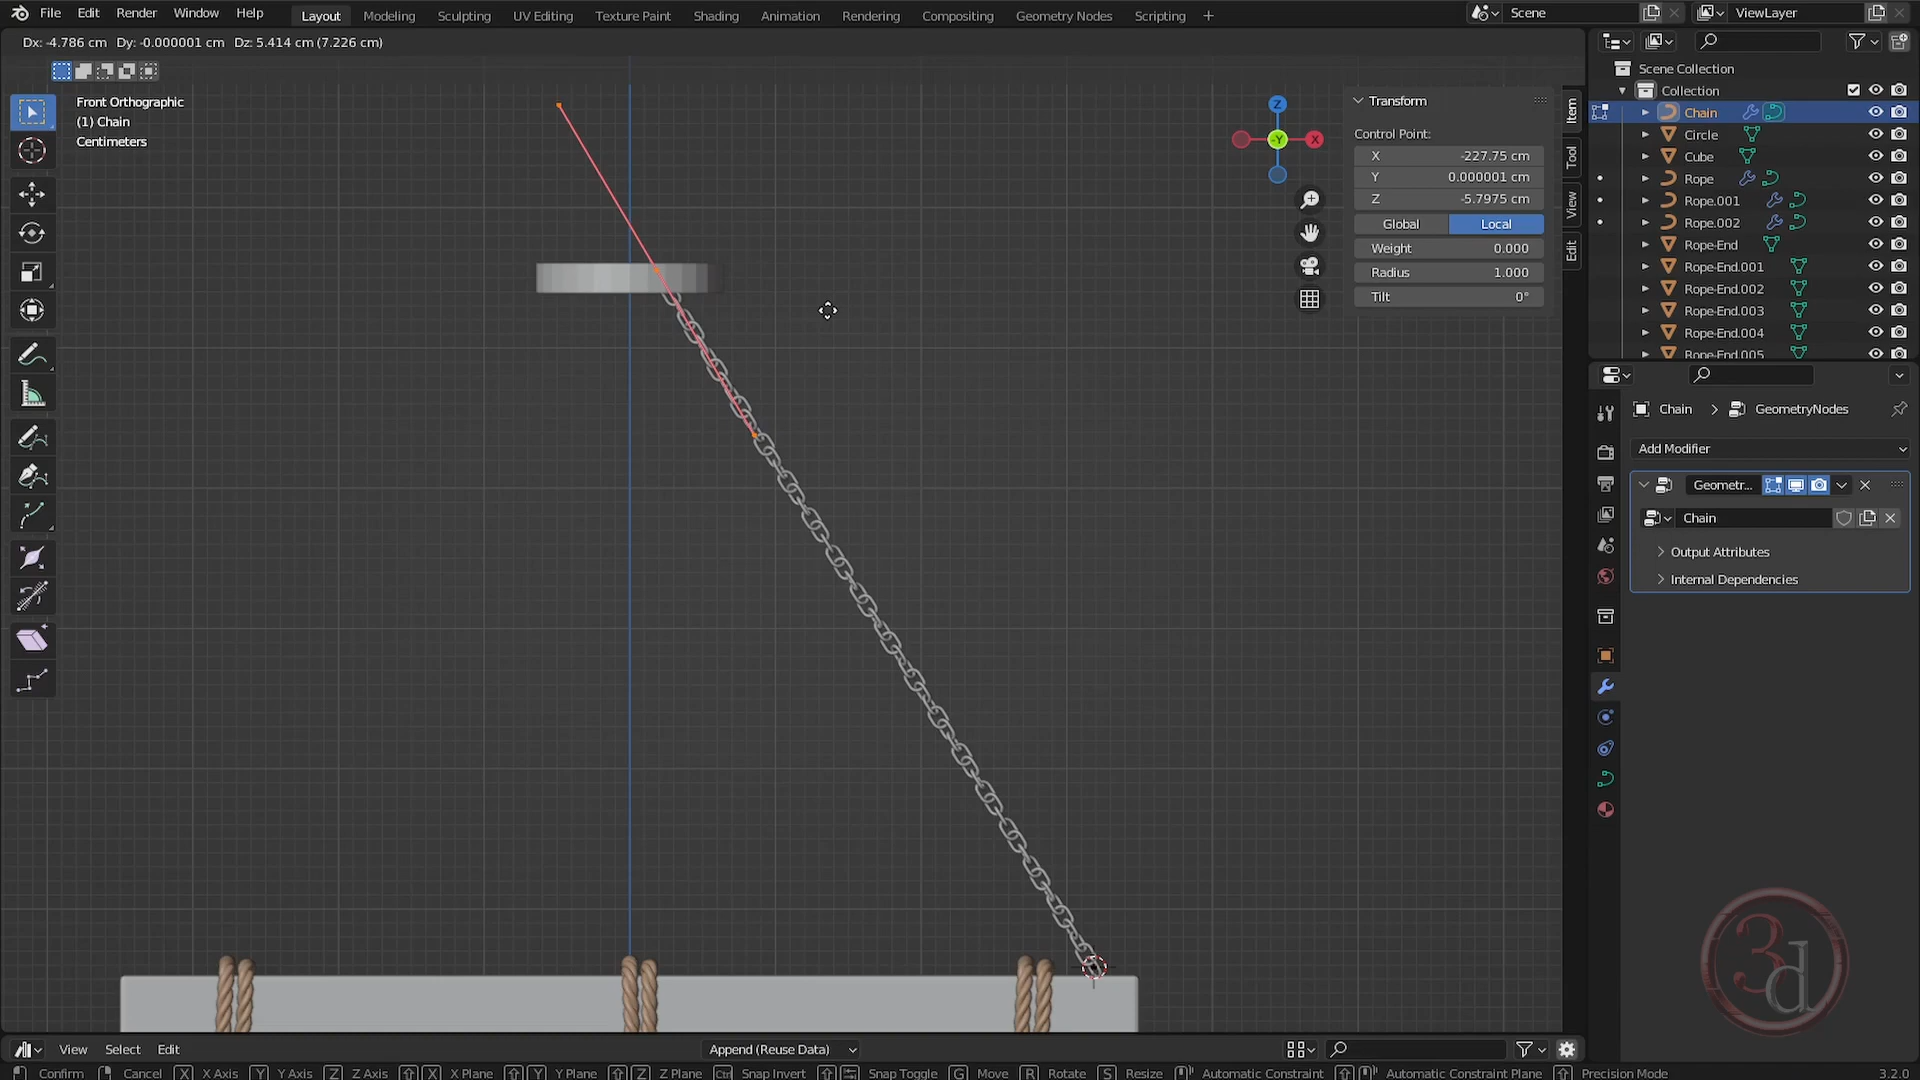 File Edit Render Window Help Layout Modeling Sculpting UV Editing Texture Paint Shading Animation Rendering Compositing Geometry Nodes Scripting + Scene ViewLayer
Dx: -4.786 cm Dy: -0.000001 cm Dz: 5.414 cm (7.226 cm)
Front Orthographic
(1) Chain
Centimeters
Z
-Y
X
Transform
Control Point:
X -227.75 cm
Y 0.000001 cm
Z -5.7975 cm
Global Local
Weight 0.000
Radius 1.000
Tilt 0°
Item
Tool
View
Edit
Scene Collection
Collection
Chain
Circle
Cube
Rope
Rope.001
Rope.002
Rope-End
Rope-End.001
Rope-End.002
Rope-End.003
Rope-End.004
Rope-End.005
Chain > GeometryNodes
Add Modifier
Geometr...
Chain
Output Attributes
Internal Dependencies
3d
View Select Edit Append (Reuse Data)
Confirm Cancel X X Axis Y Y Axis Z Z Axis X X Plane Y Y Plane Z Z Plane Ctrl Snap Invert Snap Toggle G Move R Rotate S Resize Automatic Constraint Automatic Constraint Plane Precision Mode 3.2.0